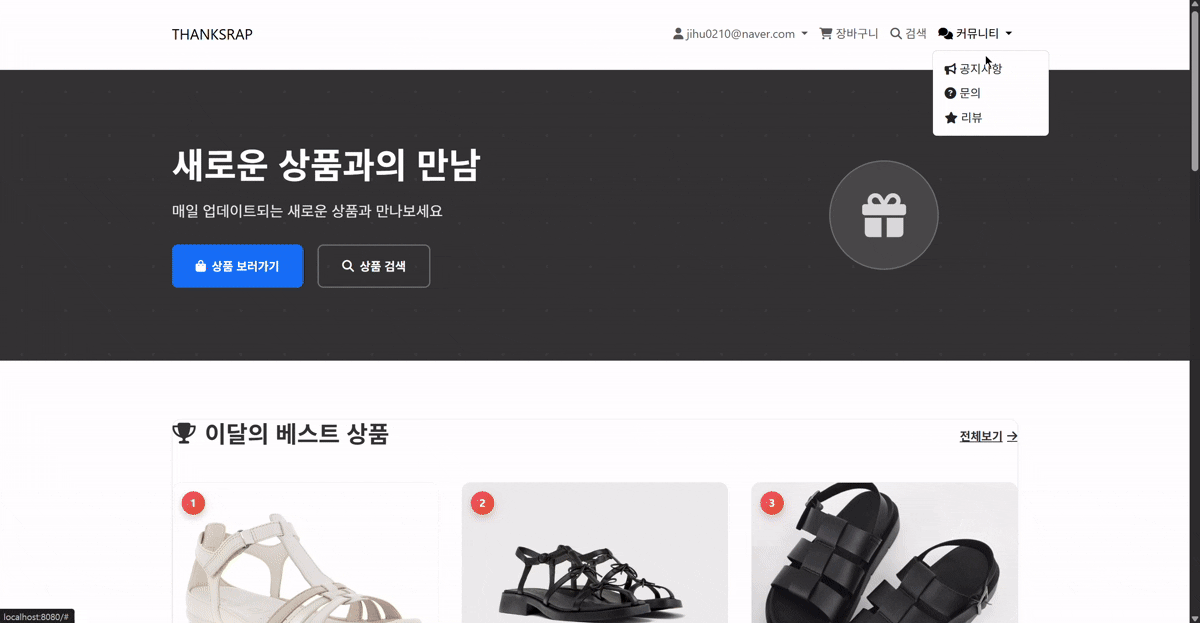 THANKSRAP
jihu0210@naver.com 장바구니 검색 커뮤니티
공지사항
문의
리뷰
새로운 상품과의 만남
매일 업데이트되는 새로운 상품과 만나보세요
상품 보러가기 상품 검색
이달의 베스트 상품 전체보기 →
1 2 3
localhost:8080/#